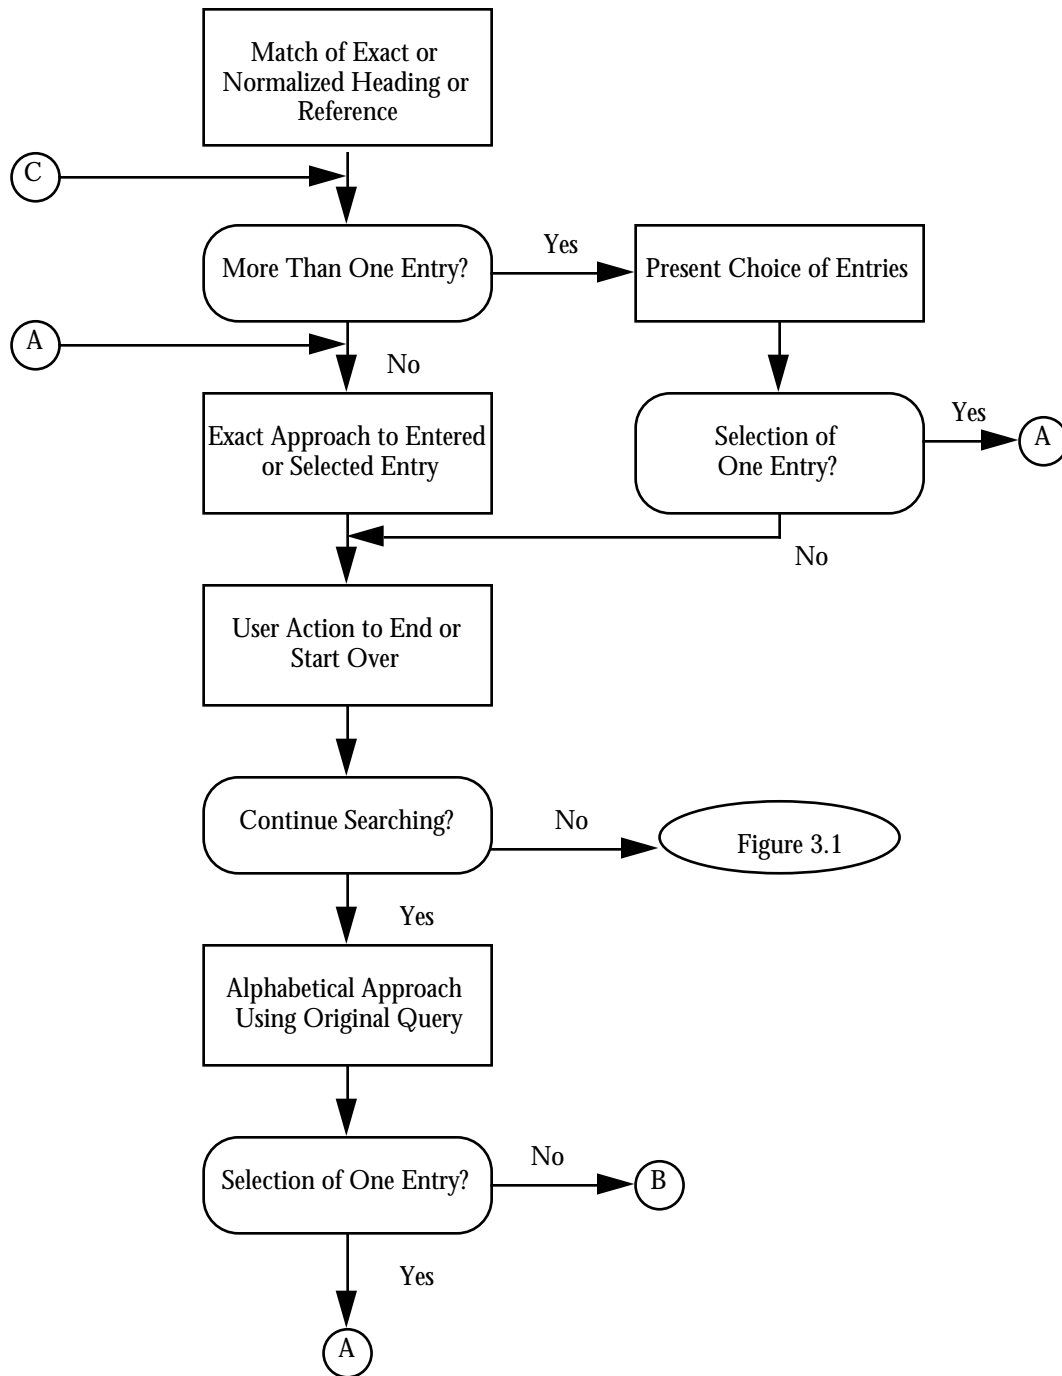 Match of Exact or
Normalized Heading or
Reference
C
More Than One Entry?
Yes
Present Choice of Entries
A
No
Exact Approach to Entered
or Selected Entry
Selection of
One Entry?
Yes
A
No
User Action to End or
Start Over
Continue Searching?
No
Figure 3.1
Yes
Alphabetical Approach
Using Original Query
Selection of One Entry?
No
B
Yes
A